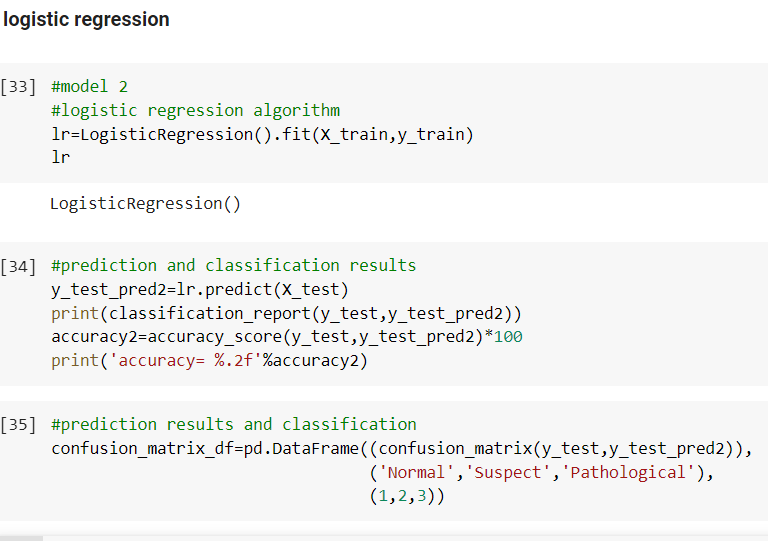 logistic regression
[33] #model 2
#logistic regression algorithm
lr=LogisticRegression().fit(X_train,y_train)
lr
LogisticRegression()
[34] #prediction and classification results
y_test_pred2=lr.predict(X_test)
print(classification_report(y_test,y_test_pred2))
accuracy2=accuracy_score(y_test,y_test_pred2)*100
print('accuracy= %.2f'%accuracy2)
[35] #prediction results and classification
confusion_matrix_df=pd.DataFrame((confusion_matrix(y_test,y_test_pred2)),
('Normal','Suspect','Pathological'),
(1,2,3))